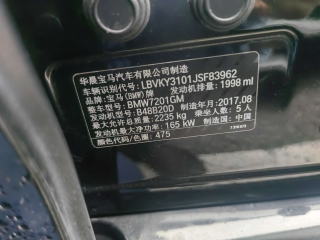 华晨宝马汽车有限公司制造
车辆识别代号: LBVKY3101JSF83962
品牌: 宝马(BMW)牌 发动机排量: 1998 ml
整车型号: BMW7201GM
发动机型号: B48B20D 制造年月: 2017.08
最大允许总质量: 2235 kg 乘坐人数: 5人
发动机最大净功率: 165 kW 制造国: 中国
颜色代码/色圈: 475